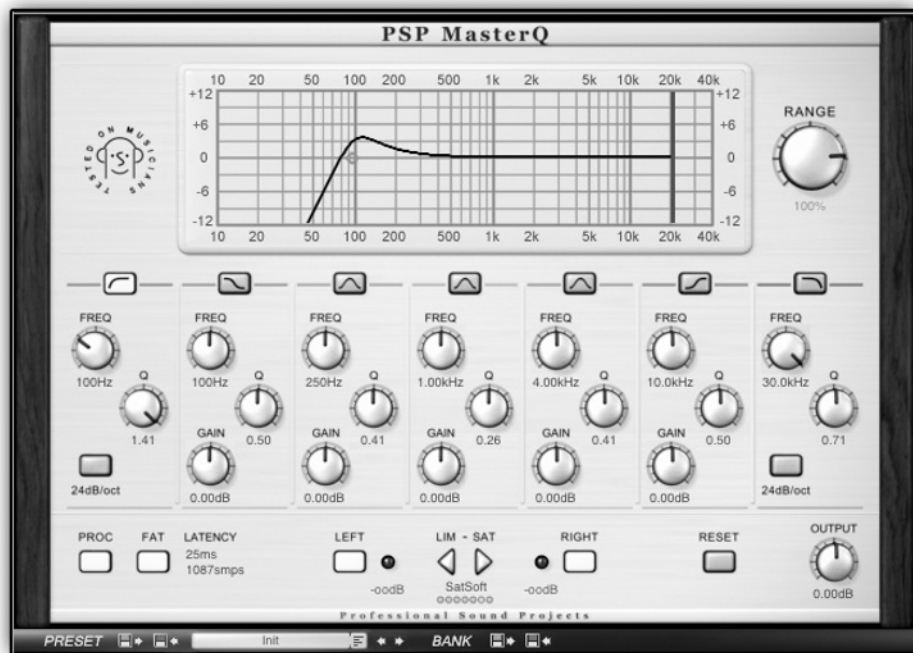 PSP MasterQ
10 20 50 100 200 500 1k 2k 5k 10k 20k 40k
+12 +12
+6 +6
0 0
-6 -6
-12 -12
10 20 50 100 200 500 1k 2k 5k 10k 20k 40k
TESTED ON MUSICIANS
RANGE
100%
FREQ FREQ FREQ FREQ FREQ FREQ FREQ
100Hz 100Hz 250Hz 1.00kHz 4.00kHz 10.0kHz 30.0kHz
Q Q Q Q Q Q Q
1.41 0.50 0.41 0.26 0.41 0.50 0.71
GAIN GAIN GAIN GAIN GAIN
24dB/oct 0.00dB 0.00dB 0.00dB 0.00dB 0.00dB 24dB/oct
PROC FAT LATENCY LEFT LIM - SAT RIGHT RESET OUTPUT
25ms
1087smps
-oodB SatSoft -oodB 0.00dB
Professional Sound Projects
PRESET Init BANK